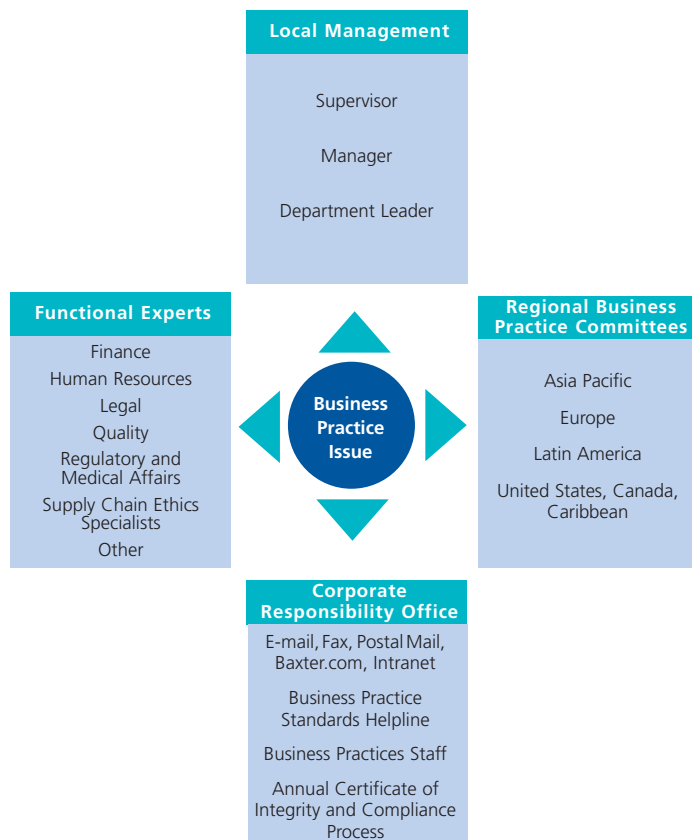 Local Management
Supervisor
Manager
Department Leader
Functional Experts
Finance
Human Resources
Legal
Quality
Regulatory and
Medical Affairs
Supply Chain Ethics
Specialists
Other
Business
Practice
Issue
Regional Business
Practice Committees
Asia Pacific
Europe
Latin America
United States, Canada,
Caribbean
Corporate
Responsibility Office
E-mail, Fax, Postal Mail,
Baxter.com, Intranet
Business Practice
Standards Helpline
Business Practices Staff
Annual Certificate of
Integrity and Compliance
Process